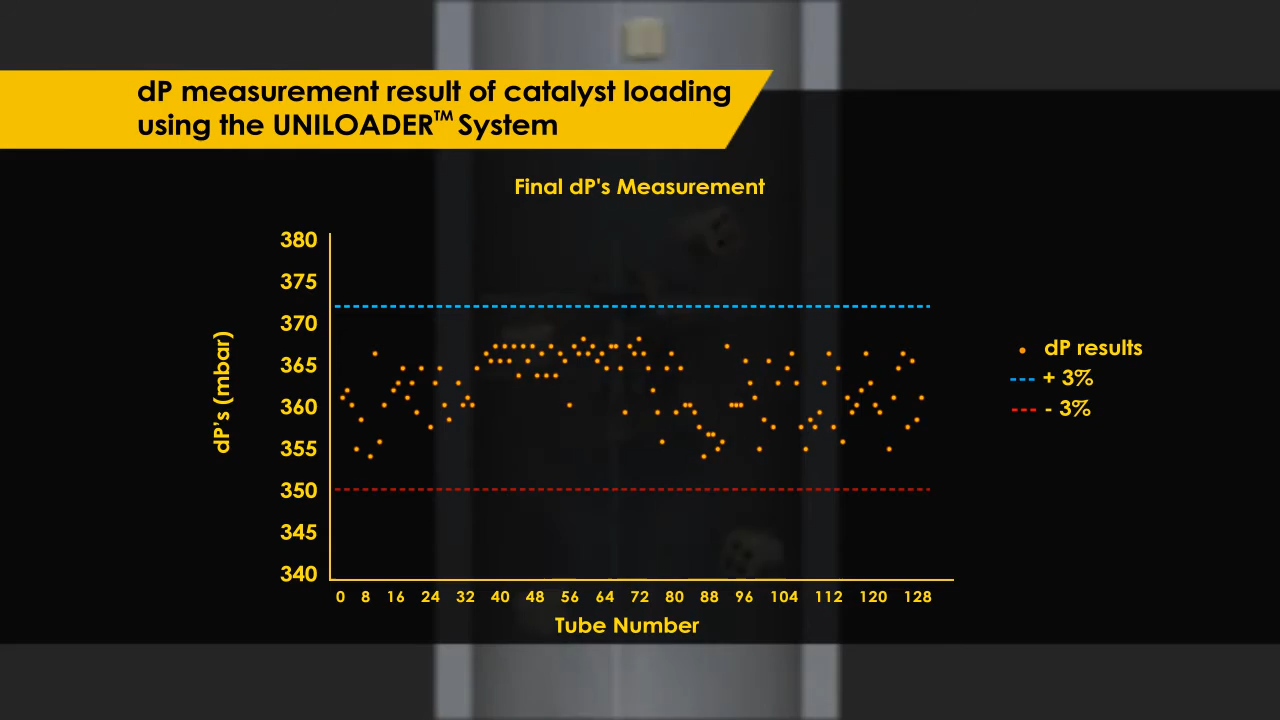 dP measurement result of catalyst loading
using the UNILOADER™ System
Final dP's Measurement
380
375
370
365
360
355
350
345
340
dP's (mbar)
0 8 16 24 32 40 48 56 64 72 80 88 96 104 112 120 128
Tube Number
dP results
+ 3%
- 3%